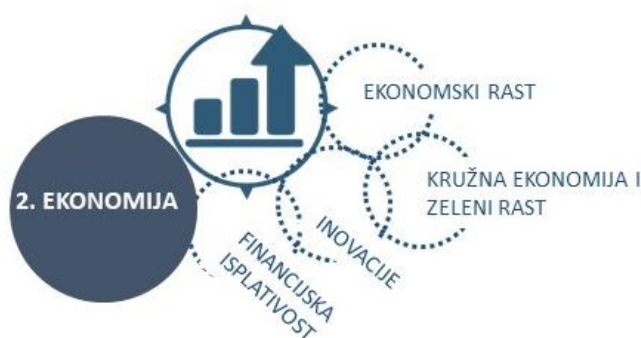 EKONOMSKI RAST
KRUŽNA EKONOMIJA I
ZELENI RAST
2. EKONOMIJA
INOVACIJE
FINANCIJSKA
ISPLATIVOST